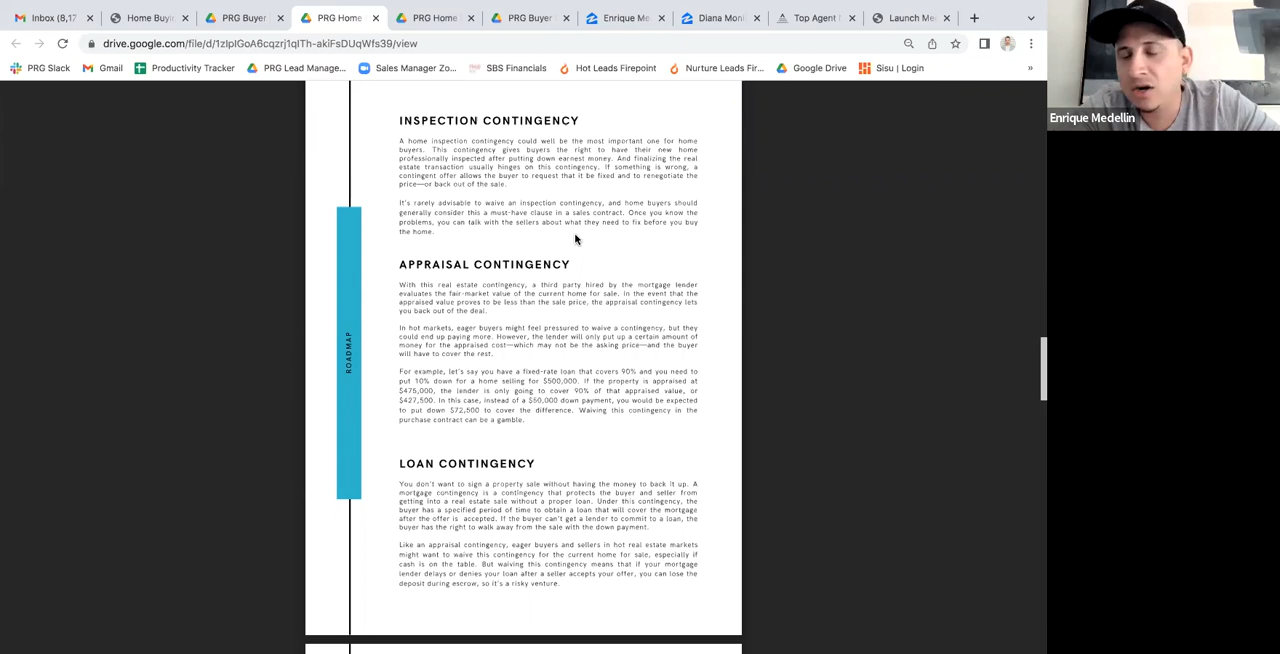 Inbox (8,17
Home Buyi
PRG Buyer
PRG Home
PRG Home
PRG Buyer
Enrique Me
Diana Moni
Top Agent
Launch Me
drive.google.com/file/d/1zIpIGoA6cqzrj1qITh-akiFsDUqWfs39/view
PRG Slack
Gmail
Productivity Tracker
PRG Lead Manage...
Sales Manager Zo...
SBS Financials
Hot Leads Firepoint
Nurture Leads Fir...
Google Drive
Sisu | Login
»
Enrique Medellin
INSPECTION CONTINGENCY
A home inspection contingency could well be the most important one for home
buyers. This contingency gives buyers the right to have their new home
professionally inspected after putting down earnest money. And finalizing the real
estate transaction usually hinges on this contingency. If something is wrong, a
contingent offer allows the buyer to request that it be fixed and to renegotiate the
price—or back out of the sale.
It's rarely advisable to waive an inspection contingency, and home buyers should
generally consider this a must-have clause in a sales contract. Once you know the
problems, you can talk with the sellers about what they need to fix before you buy
the home.
APPRAISAL CONTINGENCY
With this real estate contingency, a third party hired by the mortgage lender
evaluates the fair-market value of the current home for sale. In the event that the
appraised value proves to be less than the sale price, the appraisal contingency lets
you back out of the deal.
In hot markets, eager buyers might feel pressured to waive a contingency, but they
could end up paying more. However, the lender will only put up a certain amount of
money for the appraised cost—which may not be the asking price—and the buyer
will have to cover the rest.
For example, let's say you have a fixed-rate loan that covers 90% and you need to
put 10% down for a home selling for $500,000. If the property is appraised at
$475,000, the lender is only going to cover 90% of that appraised value, or
$427,500. In this case, instead of a $50,000 down payment, you would be expected
to put down $72,500 to cover the difference. Waiving this contingency in the
purchase contract can be a gamble.
ROADMAP
LOAN CONTINGENCY
You don't want to sign a property sale without having the money to back it up. A
mortgage contingency is a contingency that protects the buyer and seller from
getting into a real estate sale without a proper loan. Under this contingency, the
buyer has a specified period of time to obtain a loan that will cover the mortgage
after the offer is accepted. If the buyer can't get a lender to commit to a loan, the
buyer has the right to walk away from the sale with the down payment.
Like an appraisal contingency, eager buyers and sellers in hot real estate markets
might want to waive this contingency for the current home for sale, especially if
cash is on the table. But waiving this contingency means that if your mortgage
lender delays or denies your loan after a seller accepts your offer, you can lose the
deposit during escrow, so it's a risky venture.